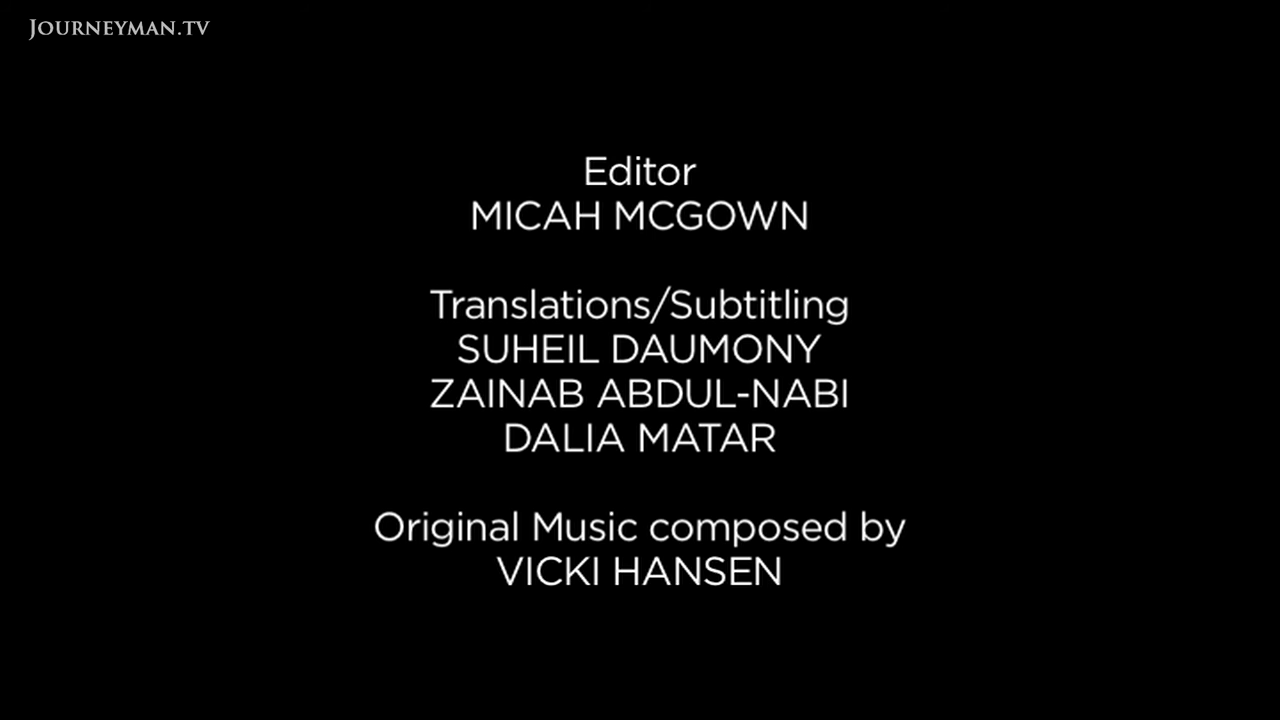 JOURNEYMAN.TV
Editor
MICAH MCGOWN
Translations/Subtitling
SUHEIL DAUMONY
ZAINAB ABDUL-NABI
DALIA MATAR
Original Music composed by
VICKI HANSEN